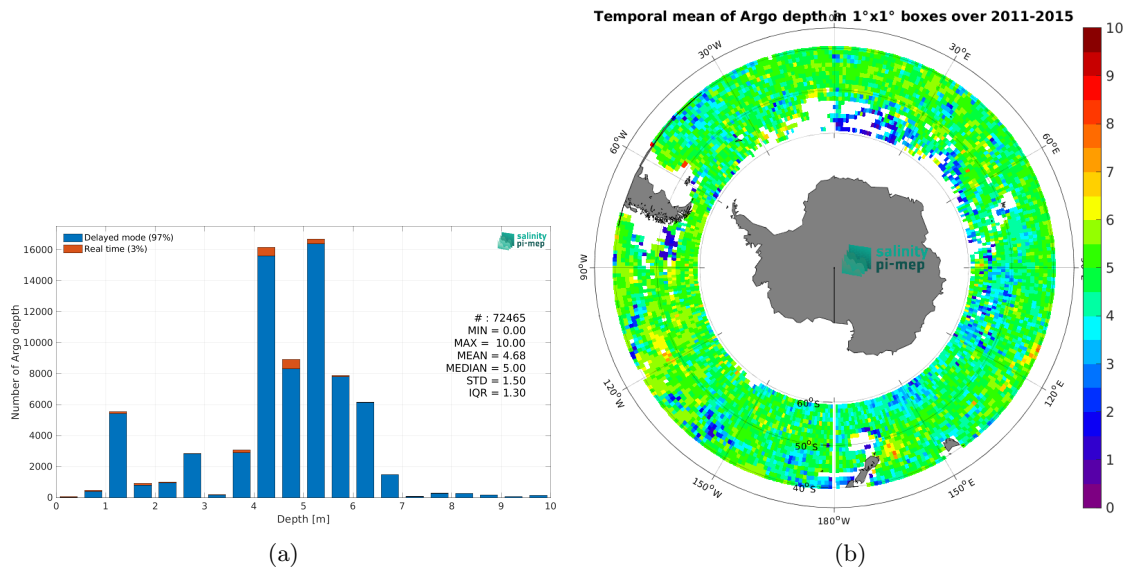 Temporal mean of Argo depth in 1°x1° boxes over 2011-2015
Delayed mode (97%)
Real time (3%)
salinity
pi-mep
# : 72465
MIN = 0.00
MAX = 10.00
MEAN = 4.68
MEDIAN = 5.00
STD = 1.50
IQR = 1.30
Number of Argo depth
16000
14000
12000
10000
8000
6000
4000
2000
0
0 1 2 3 4 5 6 7 8 9 10
Depth [m]
(a)
30°W
30°E
60°W
60°E
90°W
salinity
pi-mep
120°W
120°E
150°W
150°E
180°W
60°S
50°S
40°S
10
9
8
7
6
5
4
3
2
1
0
(b)